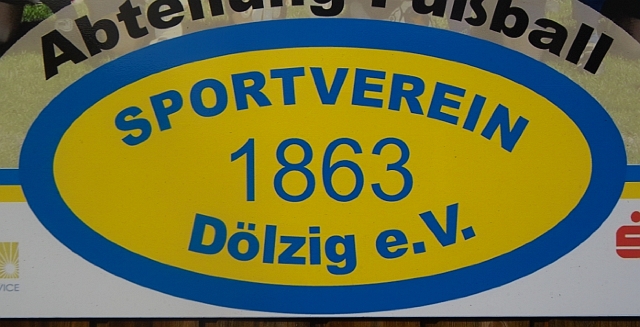 Abteilung Fußball
SPORTVEREIN
1863
Dölzig e.V.